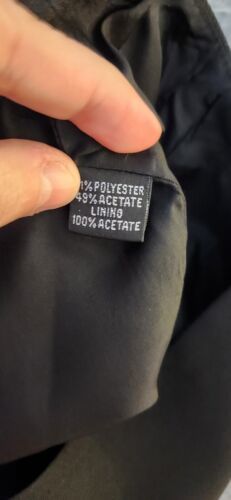 1% POLYESTER
49% ACETATE
LINING
100% ACETATE